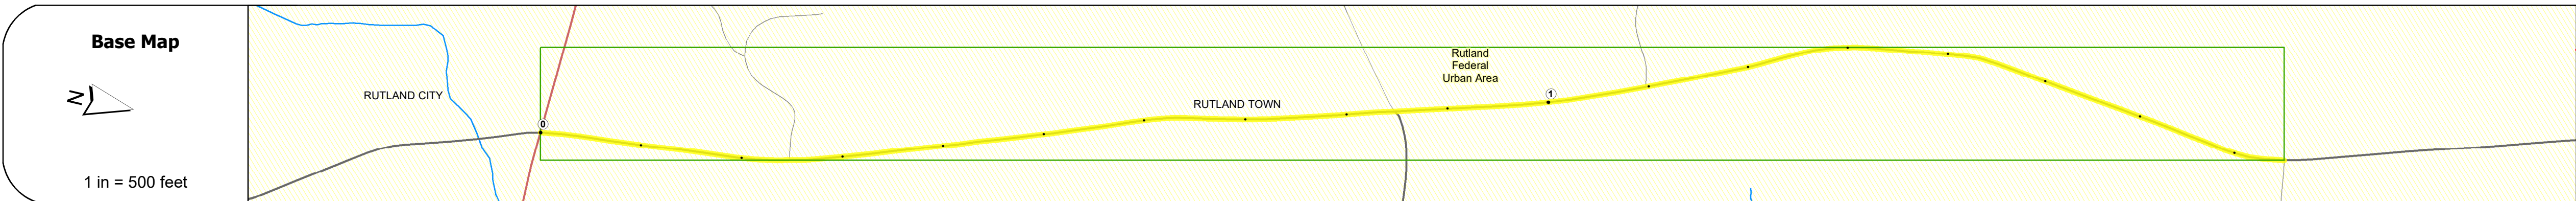 Base Map
N
1 in = 500 feet
RUTLAND CITY
0
RUTLAND TOWN
Rutland
Federal
Urban Area
1